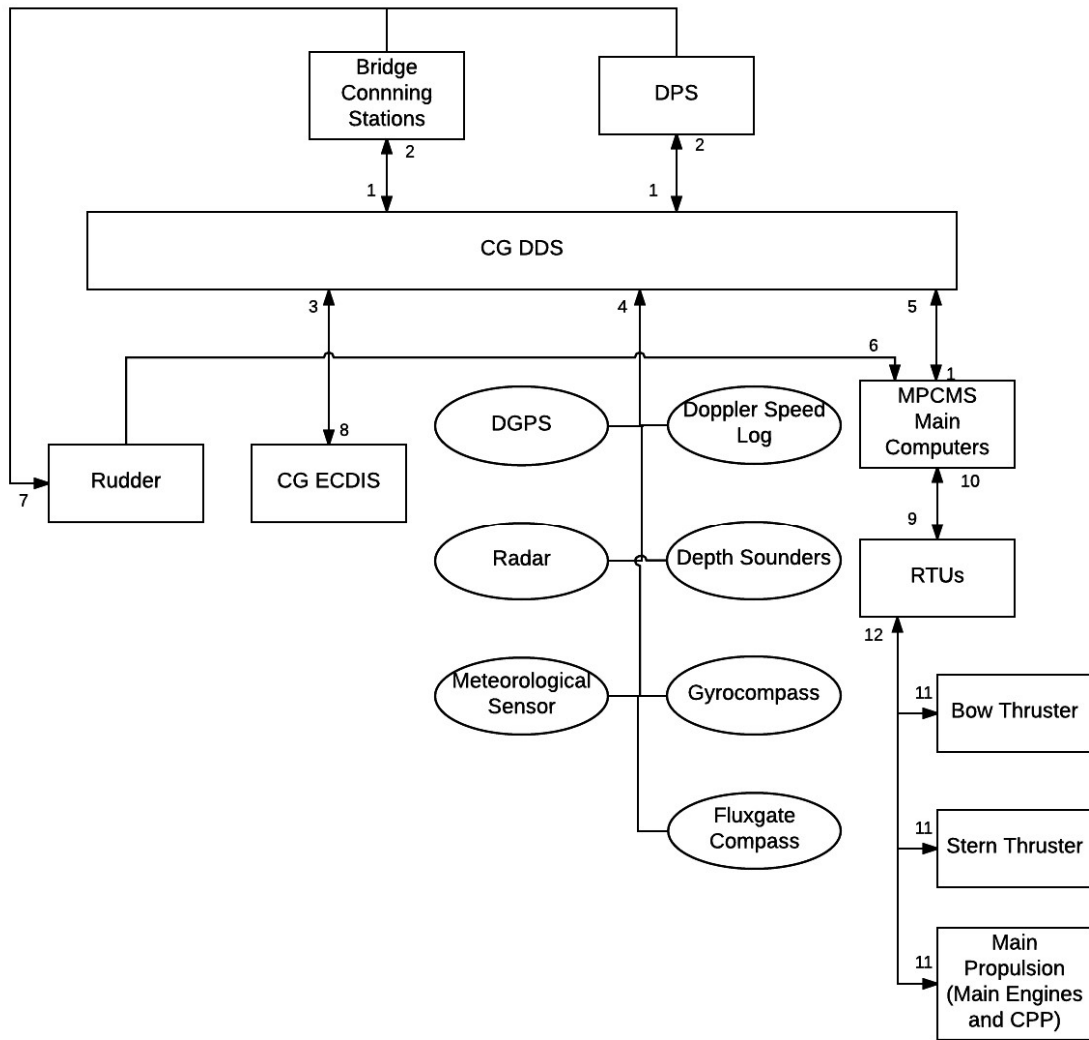 Bridge
Connning
Stations
DPS
2
2
1
1
CG DDS
3
4
5
6
1
MPCMS
Main
Computers
DGPS
Doppler Speed
Log
8
7
Rudder
CG ECDIS
10
9
Radar
Depth Sounders
RTUs
12
Meteorological
Sensor
Gyrocompass
11
Bow Thruster
Fluxgate
Compass
11
Stern Thruster
11
Main
Propulsion
(Main Engines
and CPP)